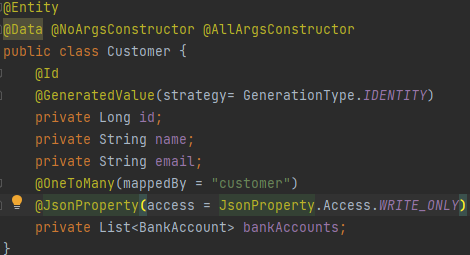 @Entity
@Data @NoArgsConstructor @AllArgsConstructor
public class Customer {
@Id
@GeneratedValue(strategy= GenerationType.IDENTITY)
private Long id;
private String name;
private String email;
@OneToMany(mappedBy = "customer")
@JsonProperty(access = JsonProperty.Access.WRITE_ONLY)
private List<BankAccount> bankAccounts;
}